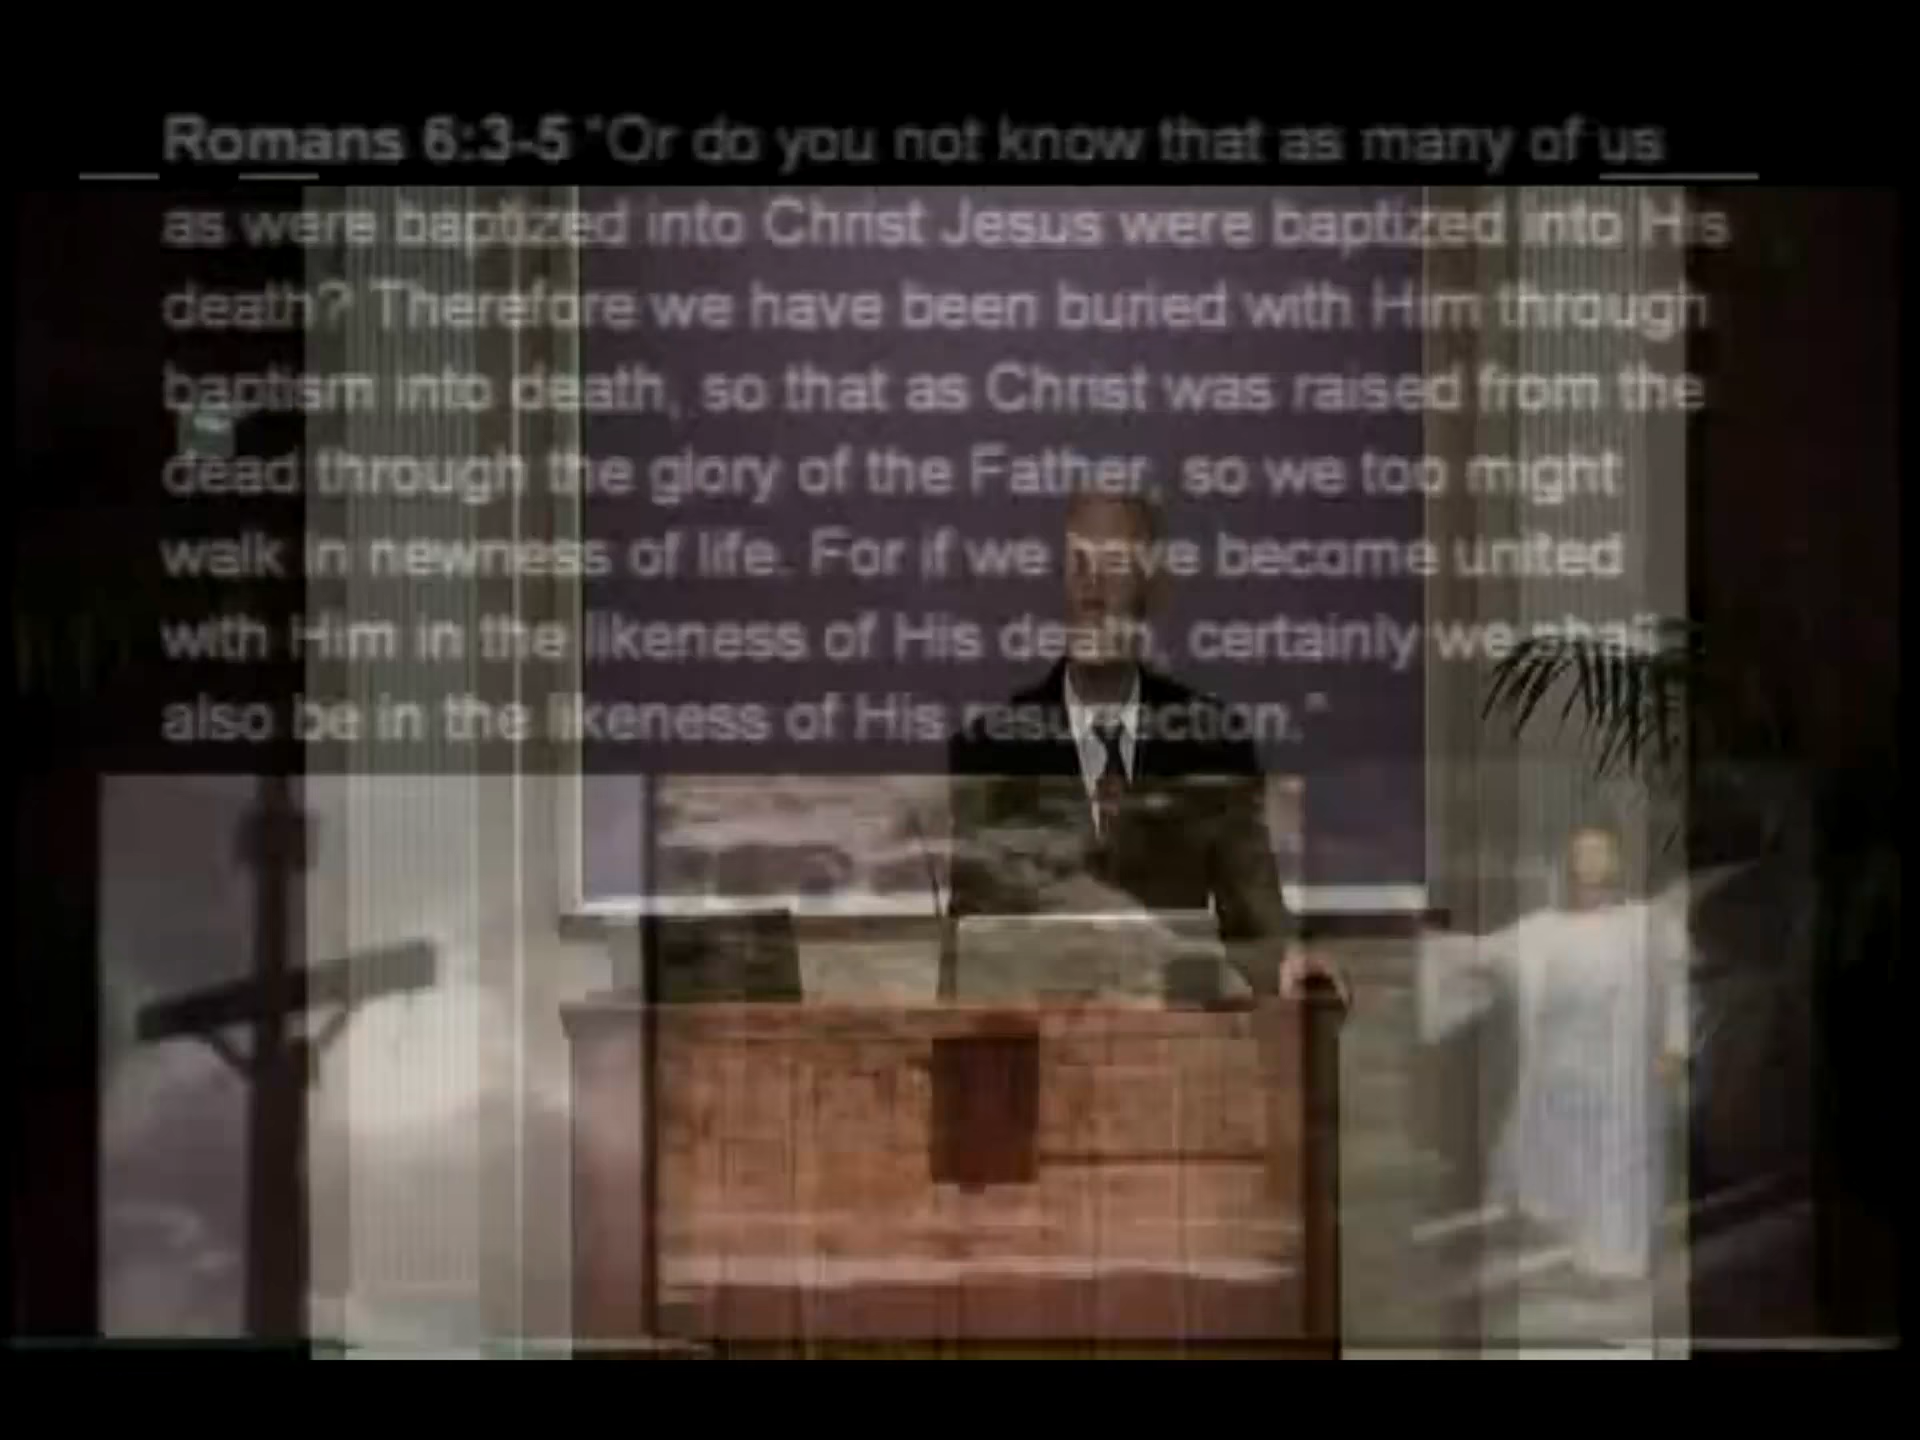 Romans 6:3-5 "Or do you not know that as many of us
as were baptized into Christ Jesus were baptized into His
death? Therefore we have been buried with Him through
baptism into death, so that as Christ was raised from the
dead through the glory of the Father, so we too might
walk in newness of life. For if we have become united
with Him in the likeness of His death, certainly we shall
also be in the likeness of His resurrection."